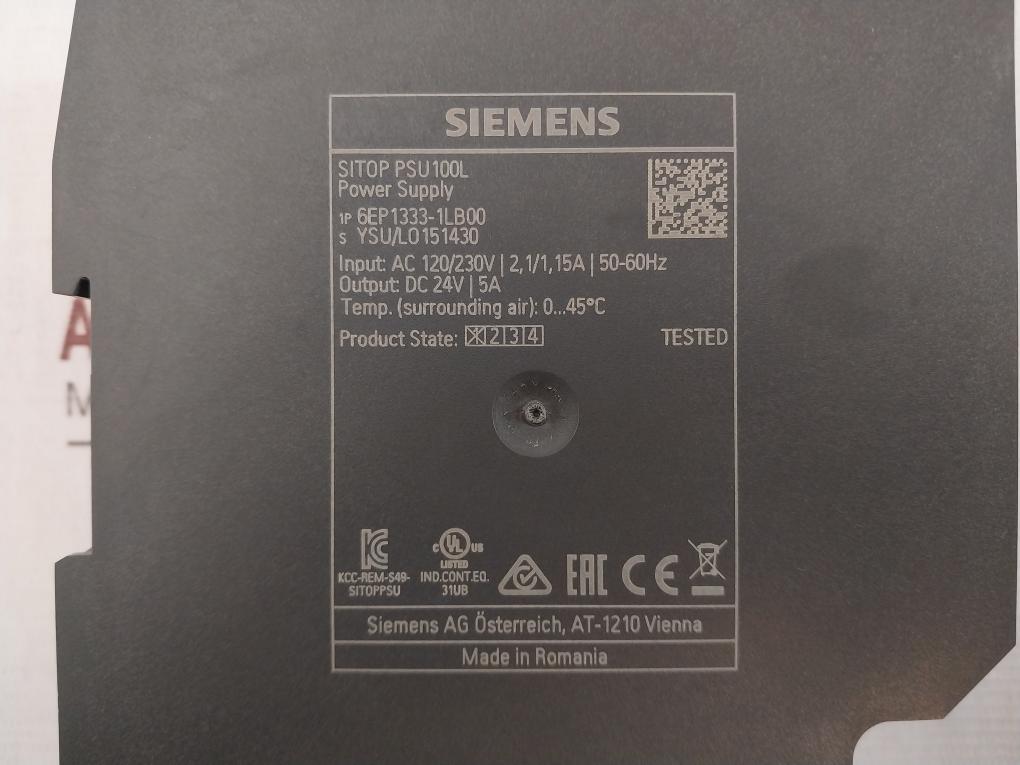 SIEMENS
SITOP PSU100L
Power Supply
1P 6EP1333-1LB00
S YSU/L0151430
Input: AC 120/230V | 2,1/1,15A | 50-60Hz
Output: DC 24V | 5A
Temp. (surrounding air): 0...45°C
Product State: X 2 3 4 TESTED
KCC-REM-S49-
SITOPPSU
C UL US
LISTED
IND.CONT.EQ.
31UB
EAC CE
Siemens AG Österreich, AT-1210 Vienna
Made in Romania
A
M